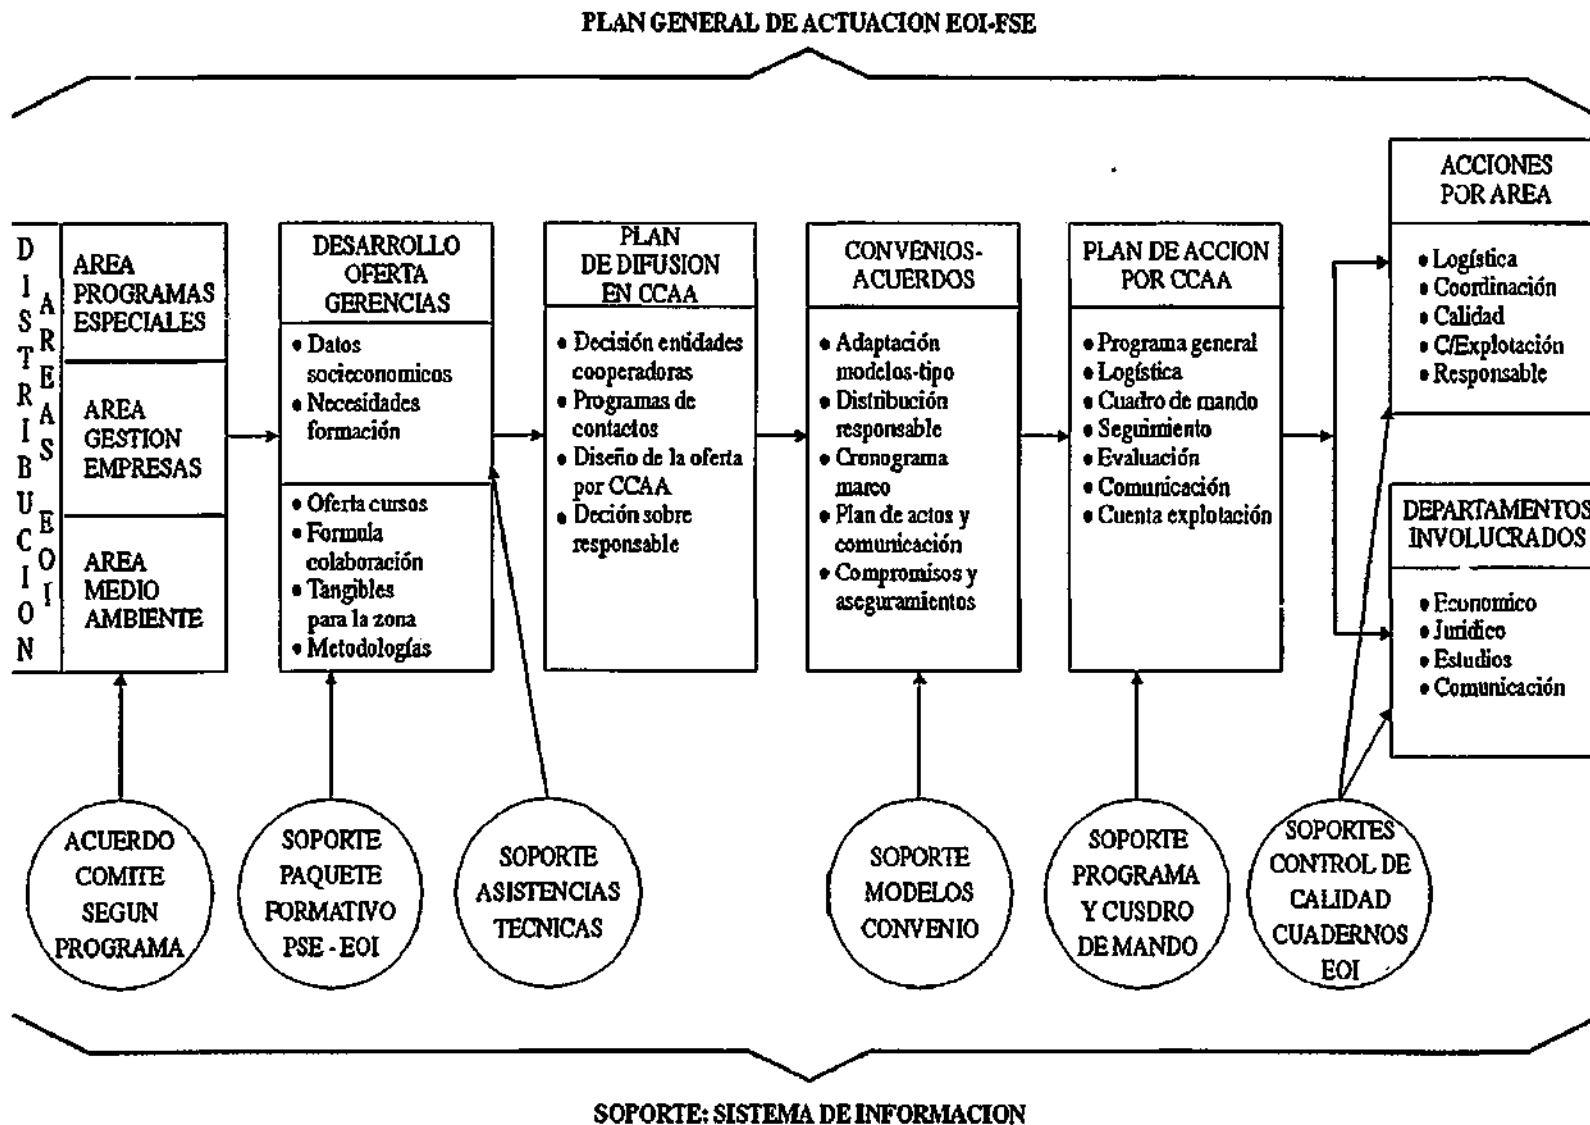 PLAN GENERAL DE ACTUACION EOI-FSE
DISTRIBUCION
AREAS EOI
AREA
PROGRAMAS
ESPECIALES
AREA
GESTION
EMPRESAS
AREA
MEDIO
AMBIENTE
DESARROLLO
OFERTA
GERENCIAS
• Datos
socieconomicos
• Necesidades
formación
• Oferta cursos
• Formula
colaboración
• Tangibles
para la zona
• Metodologías
PLAN
DE DIFUSION
EN CCAA
• Decisión entidades
cooperadoras
• Programas de
contactos
• Diseño de la oferta
por CCAA
• Deción sobre
responsable
CONVENIOS-
ACUERDOS
• Adaptación
modelos-tipo
• Distribución
responsable
• Cronograma
marco
• Plan de actos y
comunicación
• Compromisos y
aseguramientos
PLAN DE ACCION
POR CCAA
• Programa general
• Logística
• Cuadro de mando
• Seguimiento
• Evaluación
• Comunicación
• Cuenta explotación
ACCIONES
POR AREA
• Logística
• Coordinación
• Calidad
• C/Explotación
• Responsable
DEPARTAMENTOS
INVOLUCRADOS
• Economico
• Juridico
• Estudios
• Comunicación
ACUERDO
COMITE
SEGUN
PROGRAMA
SOPORTE
PAQUETE
FORMATIVO
PSE - EOI
SOPORTE
ASISTENCIAS
TECNICAS
SOPORTE
MODELOS
CONVENIO
SOPORTE
PROGRAMA
Y CUSDRO
DE MANDO
SOPORTES
CONTROL DE
CALIDAD
CUADERNOS
EOI
SOPORTE: SISTEMA DE INFORMACION